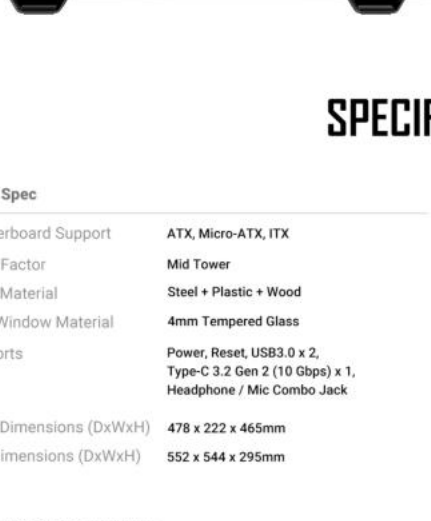 SPECIF
Spec
erboard Support ATX, Micro-ATX, ITX
Factor Mid Tower
Material Steel + Plastic + Wood
Window Material 4mm Tempered Glass
orts Power, Reset, USB3.0 x 2,
Type-C 3.2 Gen 2 (10 Gbps) x 1,
Headphone / Mic Combo Jack
Dimensions (DxWxH) 478 x 222 x 465mm
imensions (DxWxH) 552 x 544 x 295mm